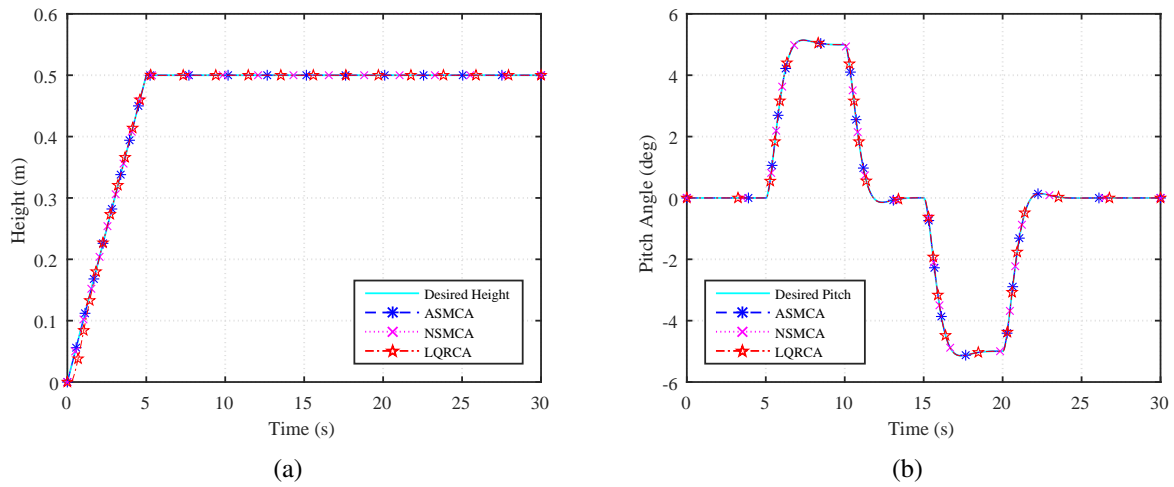 0.6
0.5
0.4
0.3
0.2
0.1
0
Height (m)
Desired Height
ASMCA
NSMCA
LQRCA
0 5 10 15 20 25 30
Time (s)
(a)
6
4
2
0
-2
-4
-6
Pitch Angle (deg)
Desired Pitch
ASMCA
NSMCA
LQRCA
0 5 10 15 20 25 30
Time (s)
(b)